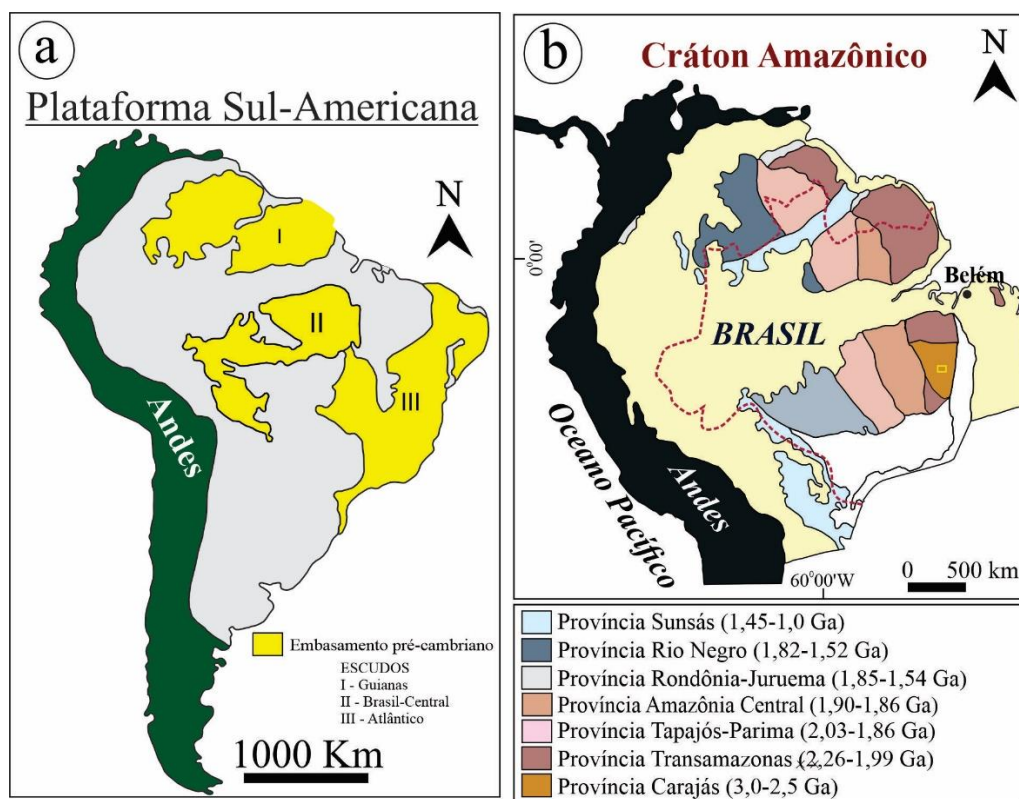 a
Plataforma Sul-Americana
N
I
II
III
Andes
Embasamento pré-cambriano
ESCUDOS
I - Guianas
II - Brasil-Central
III - Atlântico
1000 Km
b
Cráton Amazônico
N
0°00'
Belém
BRASIL
Oceano Pacífico
Andes
60°00'W
0 500 km
Província Sunsás (1,45-1,0 Ga)
Província Rio Negro (1,82-1,52 Ga)
Província Rondônia-Juruema (1,85-1,54 Ga)
Província Amazônia Central (1,90-1,86 Ga)
Província Tapajós-Parima (2,03-1,86 Ga)
Província Transamazonas (2,26-1,99 Ga)
Província Carajás (3,0-2,5 Ga)